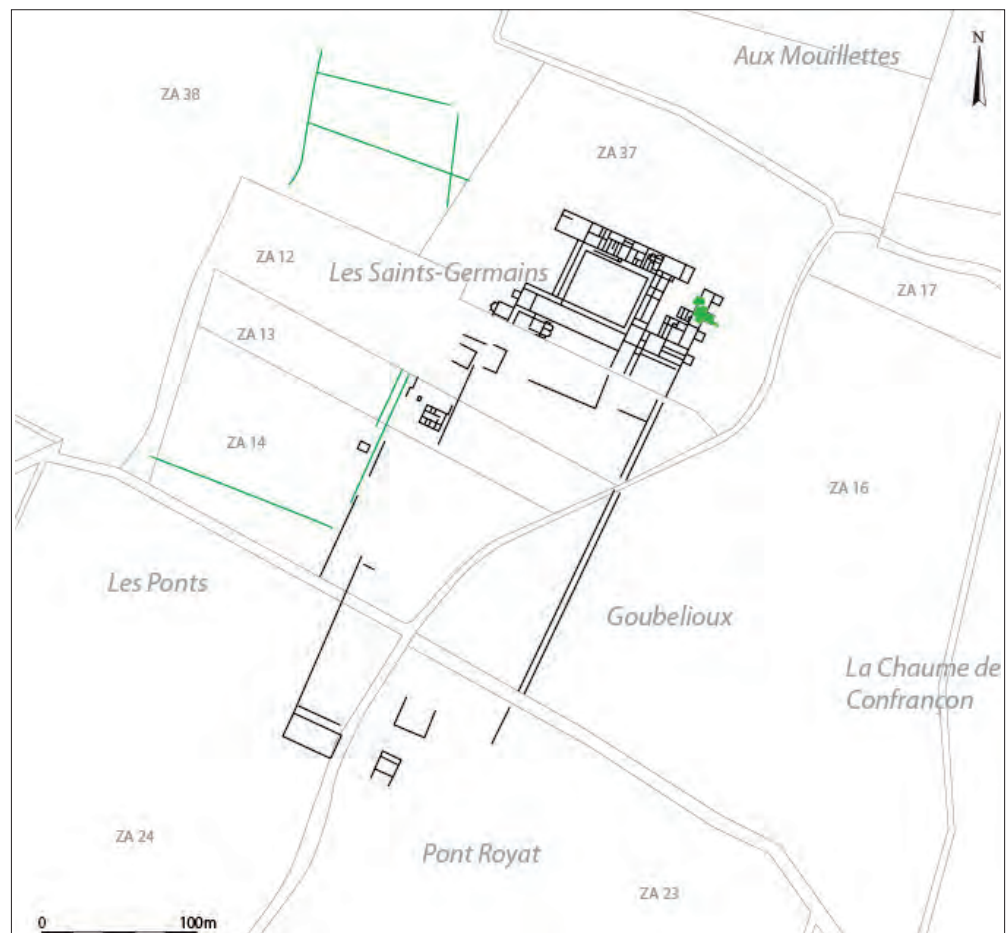 Aux Mouillettes
N
ZA 38
ZA 37
ZA 12
Les Saints-Germains
ZA 17
ZA 13
ZA 14
ZA 16
Les Ponts
Goubelioux
La Chaume de
Confrançon
ZA 24
Pont Royat
ZA 23
0 100m